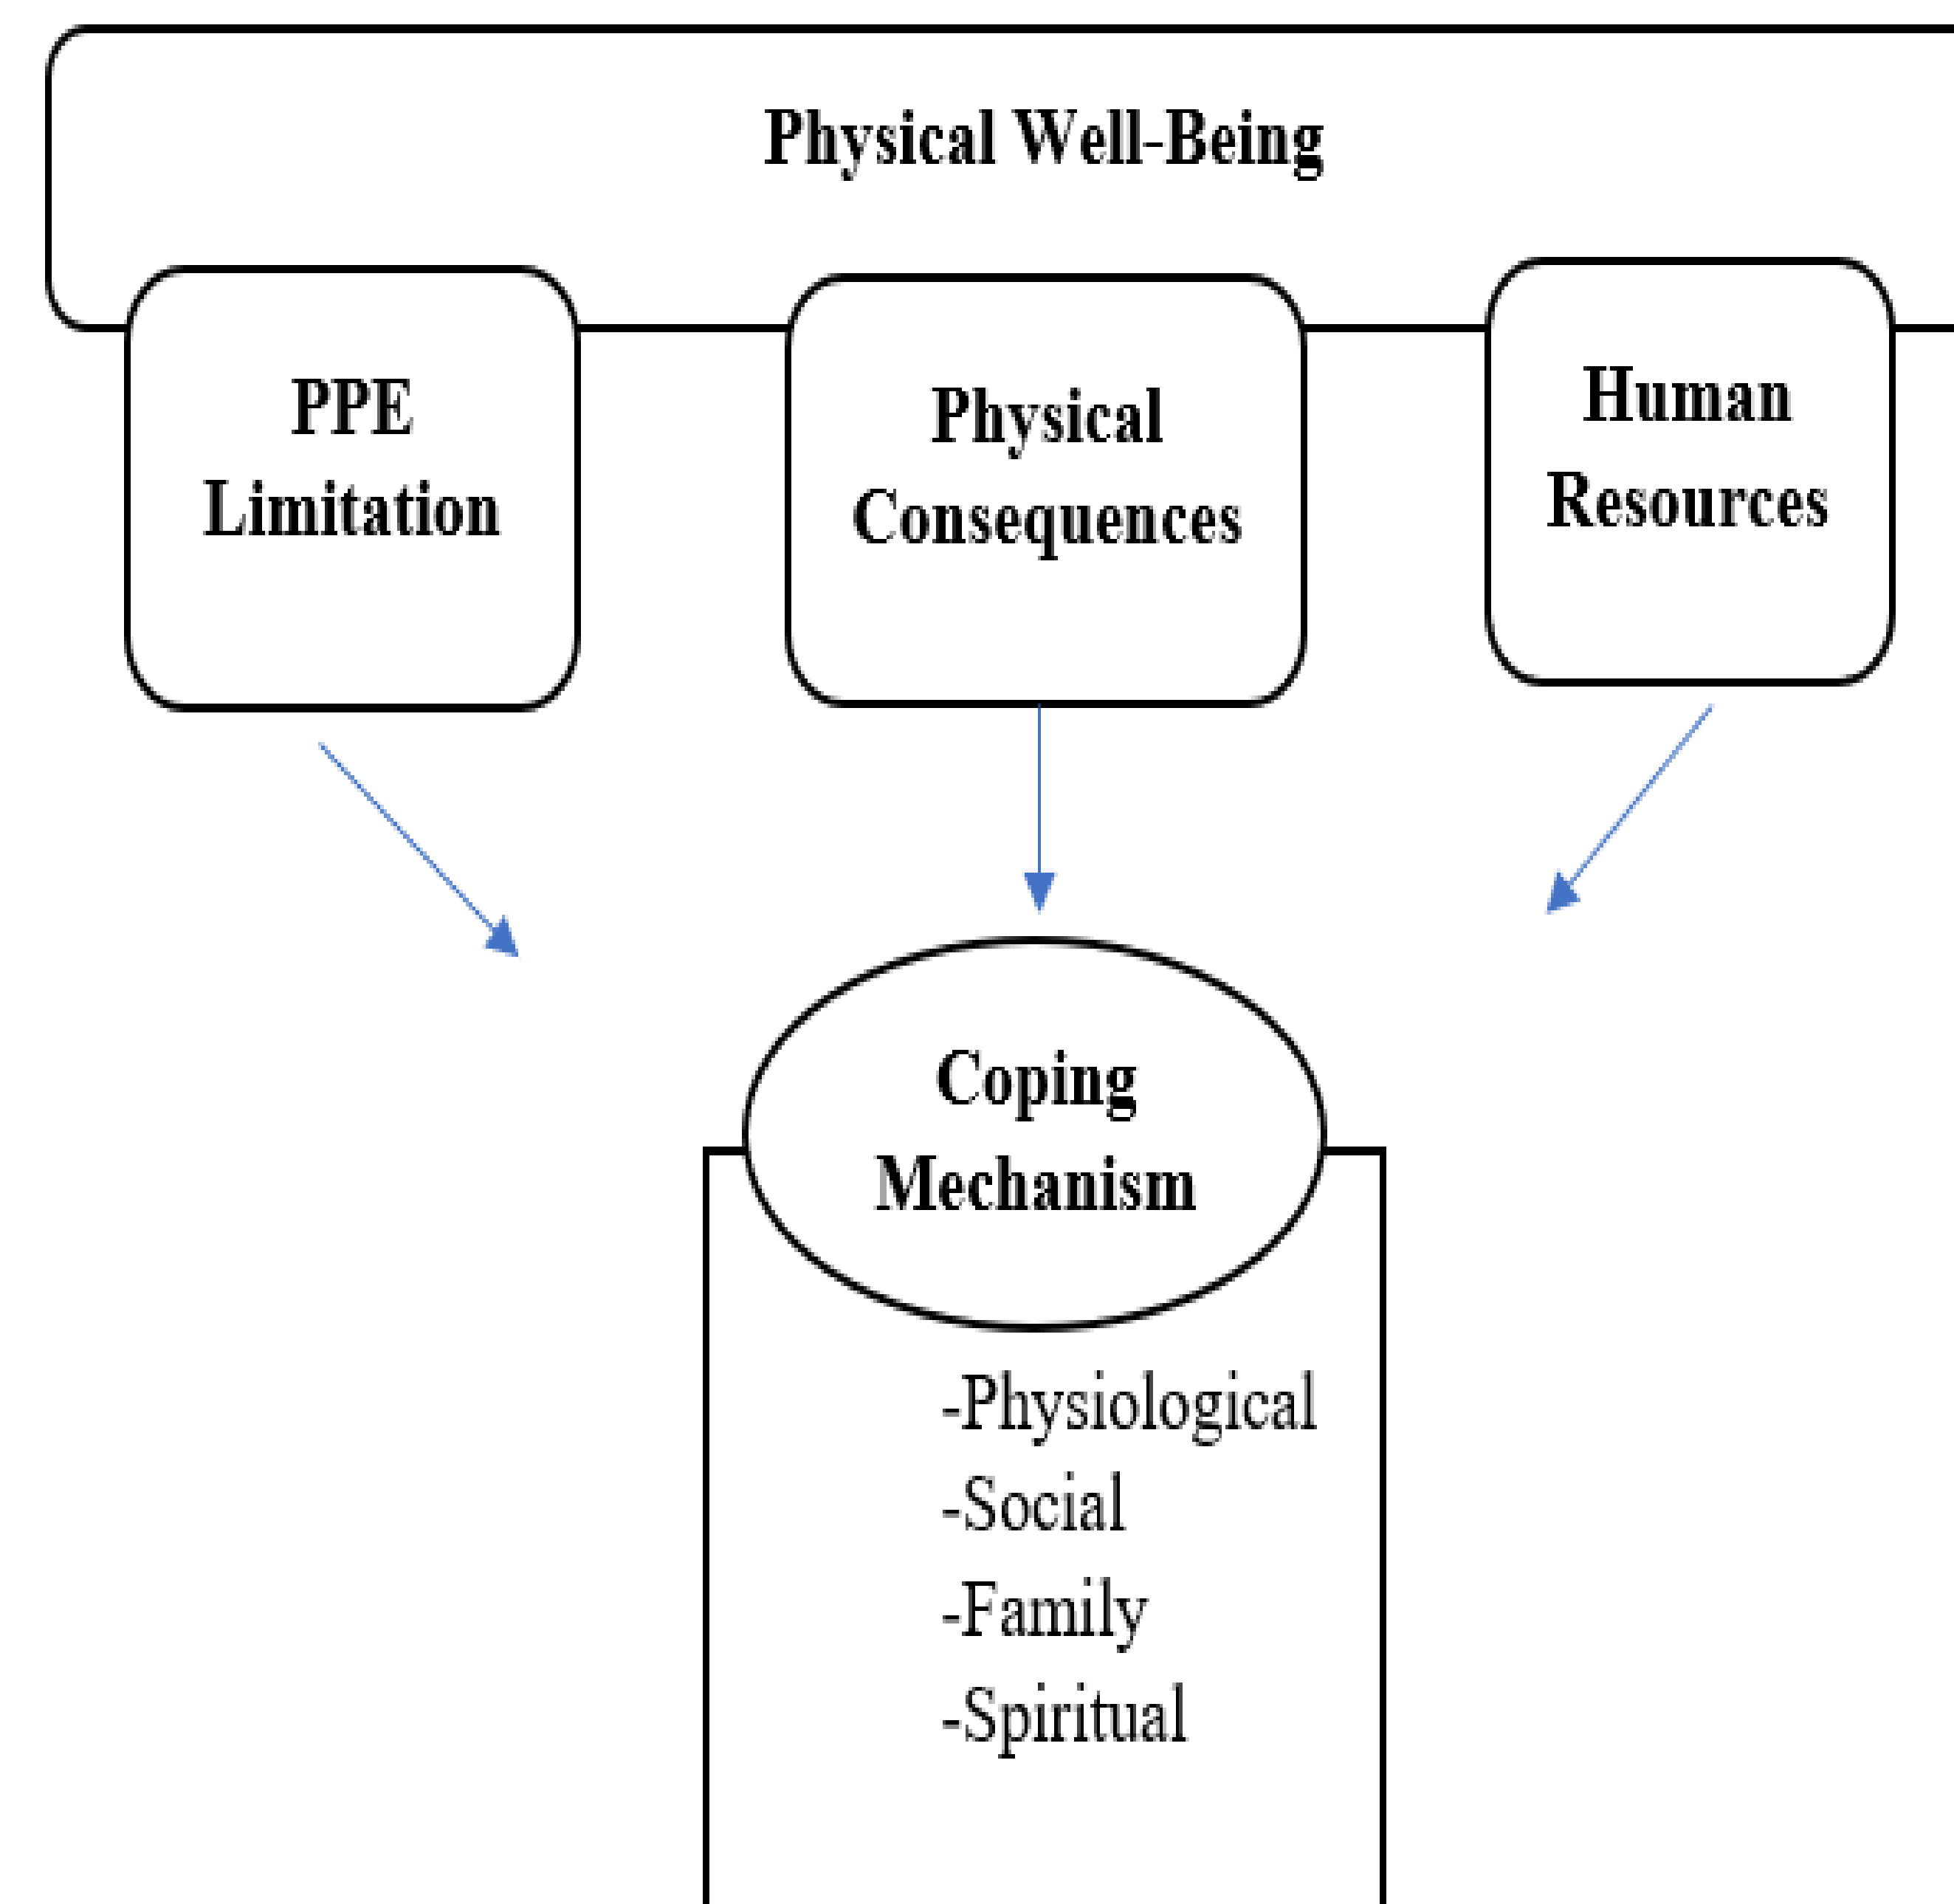 Physical Well-Being
PPE
Limitation
Physical
Consequences
Human
Resources
Coping
Mechanism
-Physiological
-Social
-Family
-Spiritual